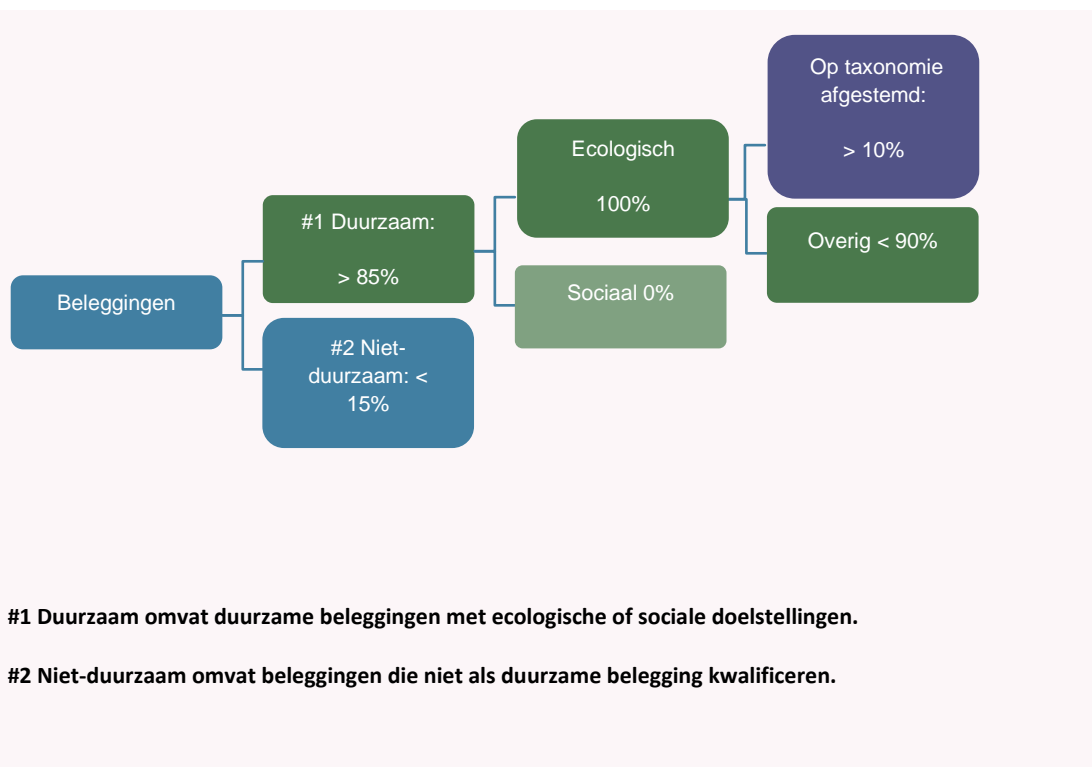 Beleggingen
#1 Duurzaam:
> 85%
#2 Niet-
duurzaam: <
15%
Ecologisch
100%
Sociaal 0%
Op taxonomie
afgestemd:
> 10%
Overig < 90%
#1 Duurzaam omvat duurzame beleggingen met ecologische of sociale doelstellingen.
#2 Niet-duurzaam omvat beleggingen die niet als duurzame belegging kwalificeren.